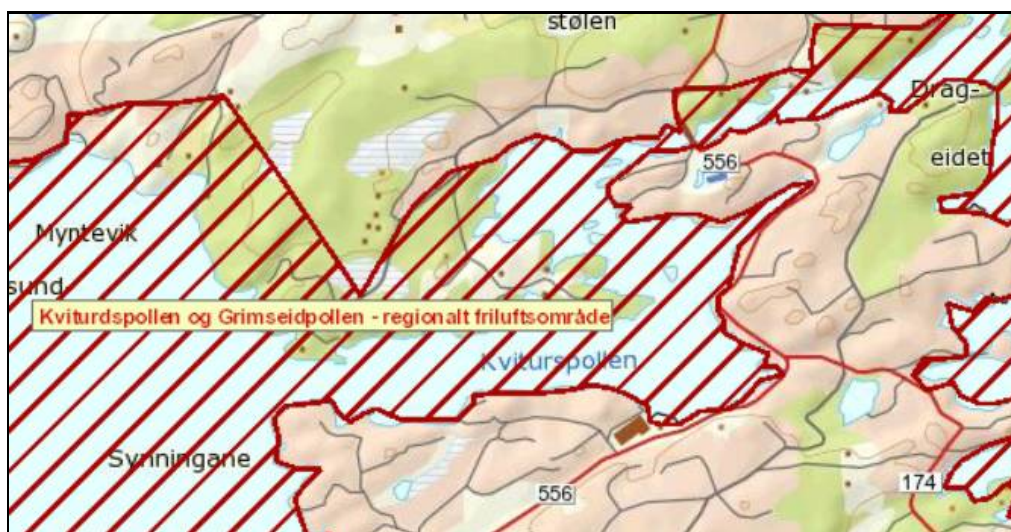 stølen
Drag-
556
eidet
Myntevik
sund
Kviturdspollen og Grimseidpollen - regionalt friluftsområde
Kviturspollen
Synningane
556
174